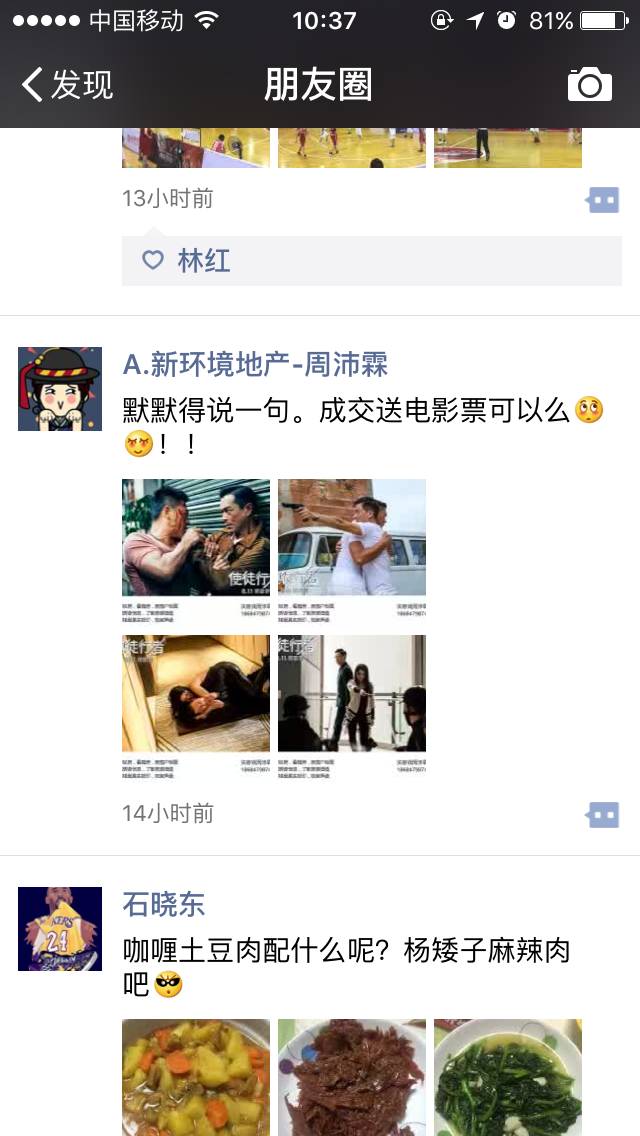 中国移动
10:37
81%
发现
朋友圈
13小时前
林红
A.新环境地产-周沛霖
默默得说一句。成交送电影票可以么
！！
使徒行
徒行者
徒行者
14小时前
石晓东
咖喱土豆肉配什么呢？杨矮子麻辣肉
吧
KERS
24